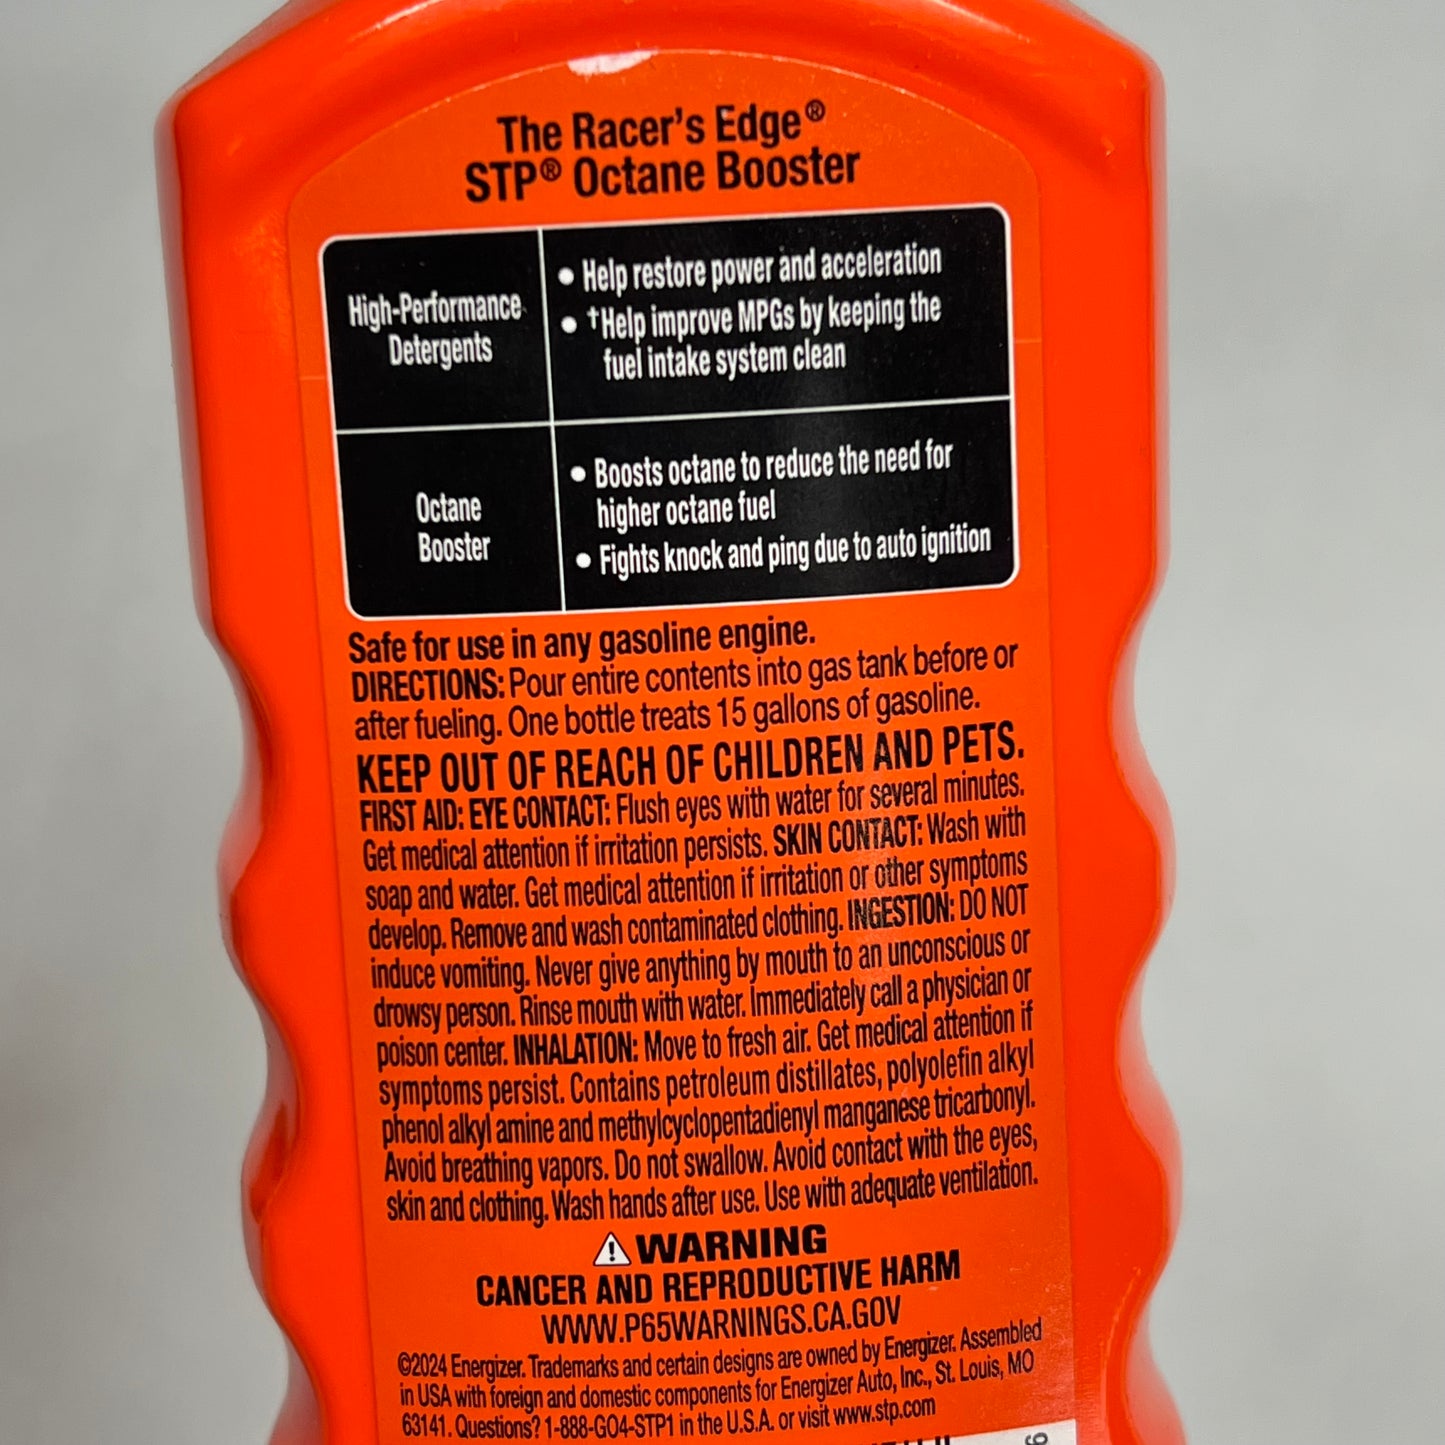 The Racer's Edge®
STP® Octane Booster
High-Performance
Detergents
• Help restore power and acceleration
• †Help improve MPGs by keeping the
fuel intake system clean
Octane
Booster
• Boosts octane to reduce the need for
higher octane fuel
• Fights knock and ping due to auto ignition
Safe for use in any gasoline engine.
DIRECTIONS: Pour entire contents into gas tank before or
after fueling. One bottle treats 15 gallons of gasoline.
KEEP OUT OF REACH OF CHILDREN AND PETS.
FIRST AID: EYE CONTACT: Flush eyes with water for several minutes.
Get medical attention if irritation persists. SKIN CONTACT: Wash with
soap and water. Get medical attention if irritation or other symptoms
develop. Remove and wash contaminated clothing. INGESTION: DO NOT
induce vomiting. Never give anything by mouth to an unconscious or
drowsy person. Rinse mouth with water. Immediately call a physician or
poison center. INHALATION: Move to fresh air. Get medical attention if
symptoms persist. Contains petroleum distillates, polyolefin alkyl
phenol alkyl amine and methylcyclopentadienyl manganese tricarbonyl.
Avoid breathing vapors. Do not swallow. Avoid contact with the eyes,
skin and clothing. Wash hands after use. Use with adequate ventilation.
WARNING
CANCER AND REPRODUCTIVE HARM
WWW.P65WARNINGS.CA.GOV
©2024 Energizer. Trademarks and certain designs are owned by Energizer. Assembled
in USA with foreign and domestic components for Energizer Auto, Inc., St. Louis, MO
63141. Questions? 1-888-GO4-STP1 in the U.S.A. or visit www.stp.com